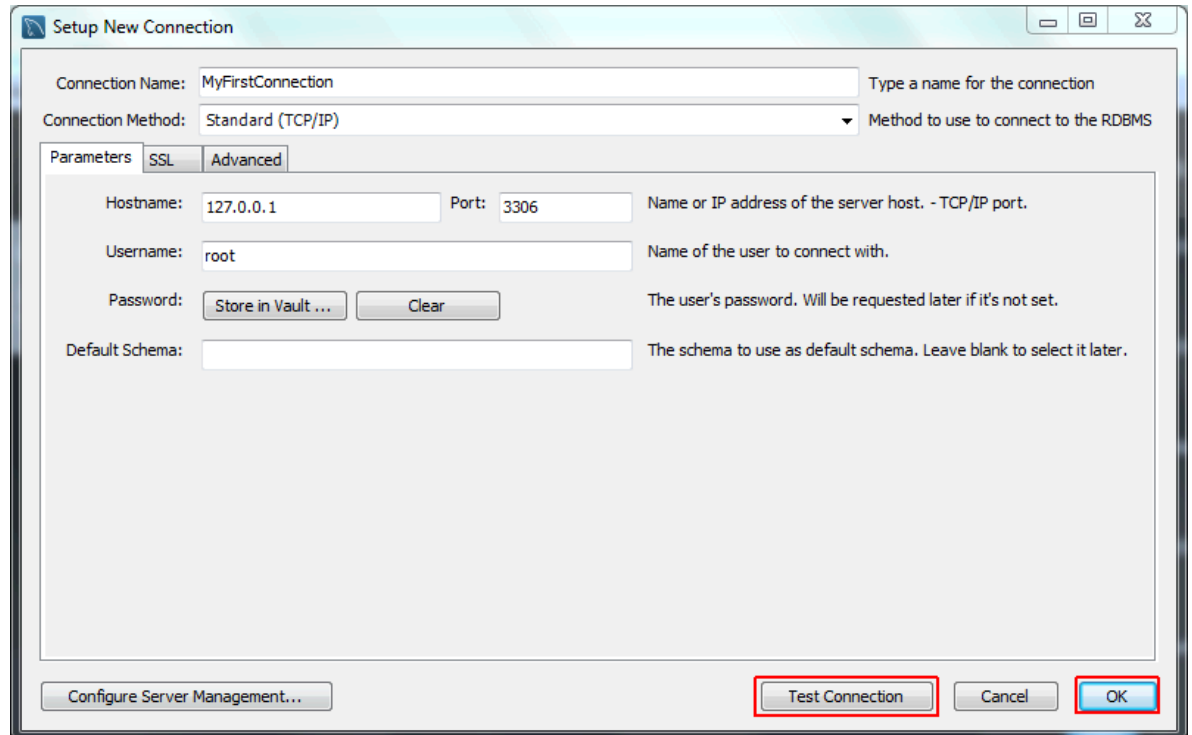 Setup New Connection
Connection Name: MyFirstConnection Type a name for the connection
Connection Method: Standard (TCP/IP) Method to use to connect to the RDBMS
Parameters SSL Advanced
Hostname: 127.0.0.1 Port: 3306 Name or IP address of the server host. - TCP/IP port.
Username: root Name of the user to connect with.
Password: Store in Vault ... Clear The user's password. Will be requested later if it's not set.
Default Schema: The schema to use as default schema. Leave blank to select it later.
Configure Server Management... Test Connection Cancel OK